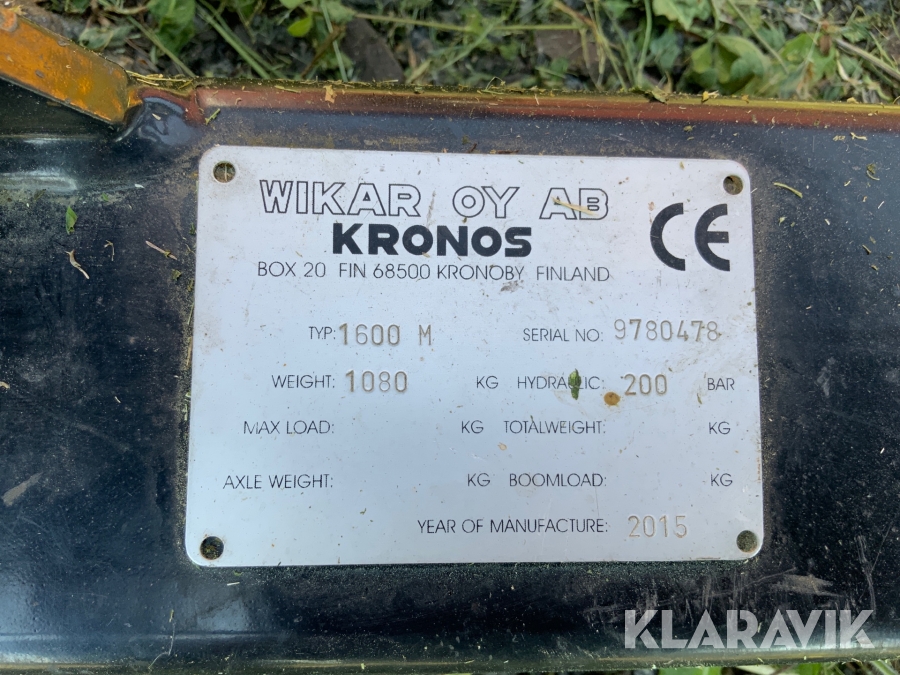 WIKAR OY AB
KRONOS
CE
BOX 20 FIN 68500 KRONOBY FINLAND
TYP: 1600 M SERIAL NO: 9780478
WEIGHT: 1080 KG HYDRAULIC: 200 BAR
MAX LOAD: KG TOTALWEIGHT: KG
AXLE WEIGHT: KG BOOMLOAD: KG
YEAR OF MANUFACTURE: 2015
KLARAVIK